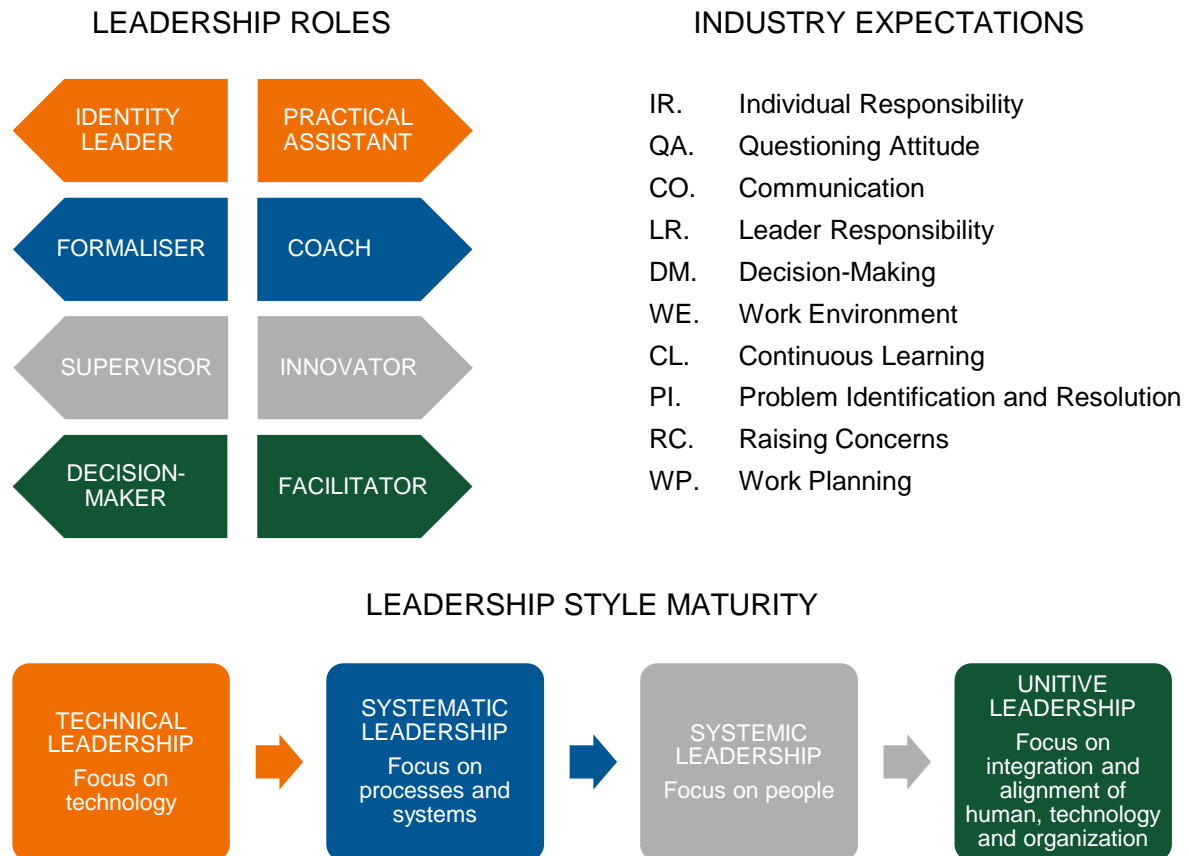 LEADERSHIP ROLES
IDENTITY
LEADER
PRACTICAL
ASSISTANT
FORMALISER
COACH
SUPERVISOR
INNOVATOR
DECISION-
MAKER
FACILITATOR
INDUSTRY EXPECTATIONS
IR. Individual Responsibility
QA. Questioning Attitude
CO. Communication
LR. Leader Responsibility
DM. Decision-Making
WE. Work Environment
CL. Continuous Learning
PI. Problem Identification and Resolution
RC. Raising Concerns
WP. Work Planning
LEADERSHIP STYLE MATURITY
TECHNICAL
LEADERSHIP
Focus on
technology
SYSTEMATIC
LEADERSHIP
Focus on
processes and
systems
SYSTEMIC
LEADERSHIP
Focus on people
UNITIVE
LEADERSHIP
Focus on
integration and
alignment of
human, technology
and organization